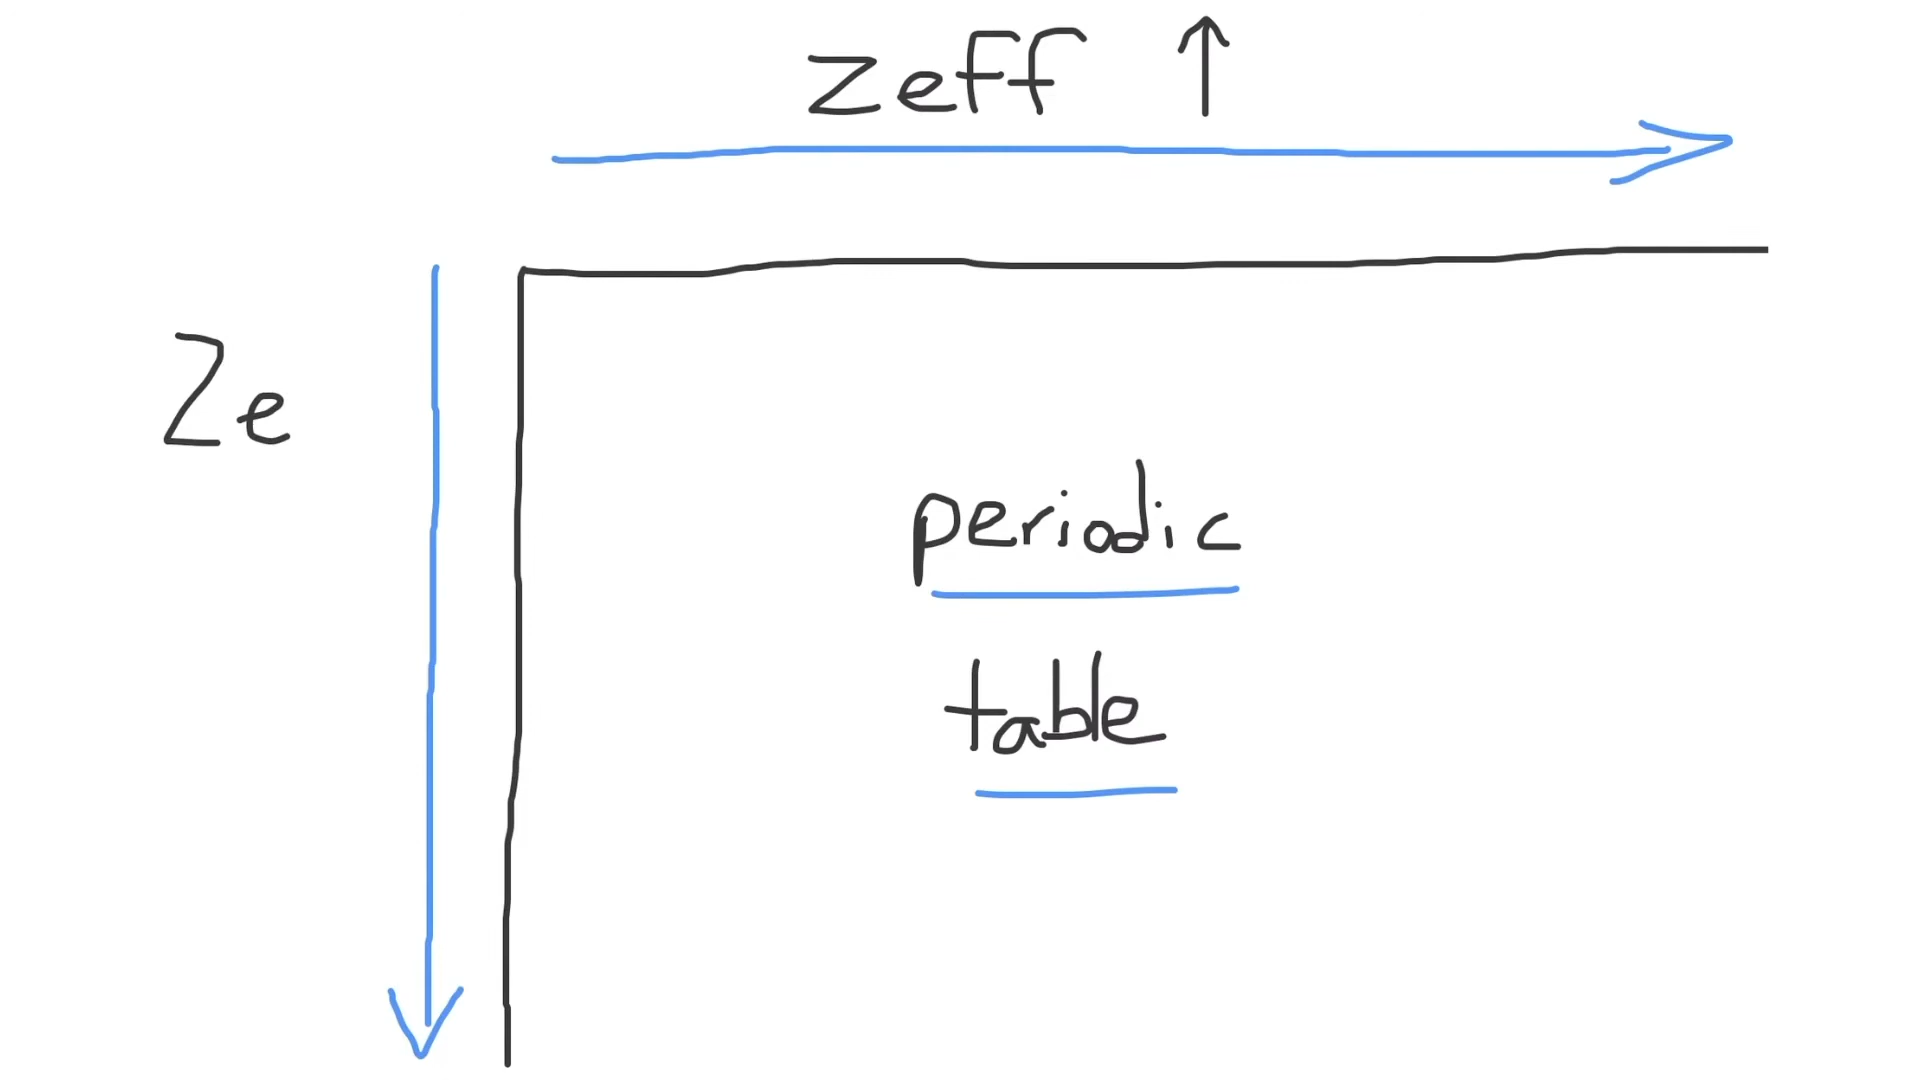 zeff ↑
Ze
periodic
table